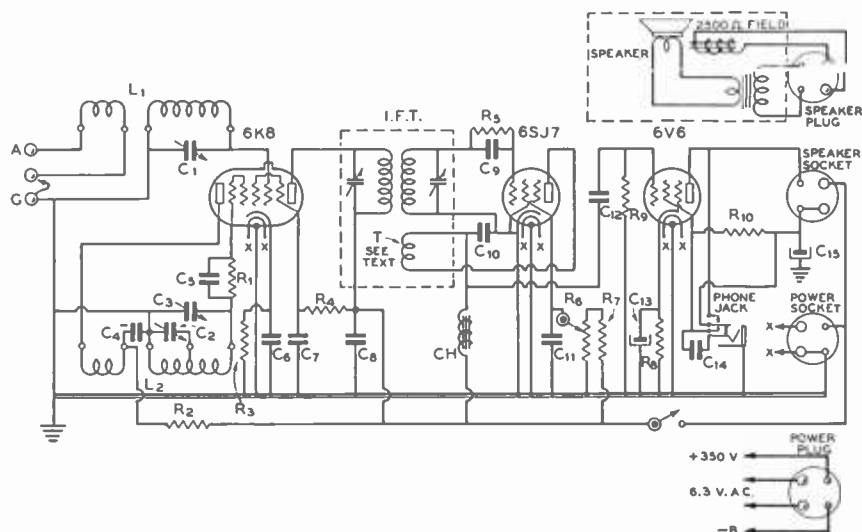 2500 Ω FIELD
SPEAKER
SPEAKER PLUG
L1
6K8
I.F.T.
R5
6SJ7
6V6
SPEAKER SOCKET
A
G
C1
C9
T
SEE TEXT
C10
C12
R9
R10
C15
C5
R1
C3
C4
C2
R4
R6
R7
C13
PHONE JACK
POWER SOCKET
X
X
X
X
X
X
X
X
C6
C7
C8
CH
C11
R8
C14
L2
R3
R2
POWER PLUG
+350 V
6.3 V. AC.
-B